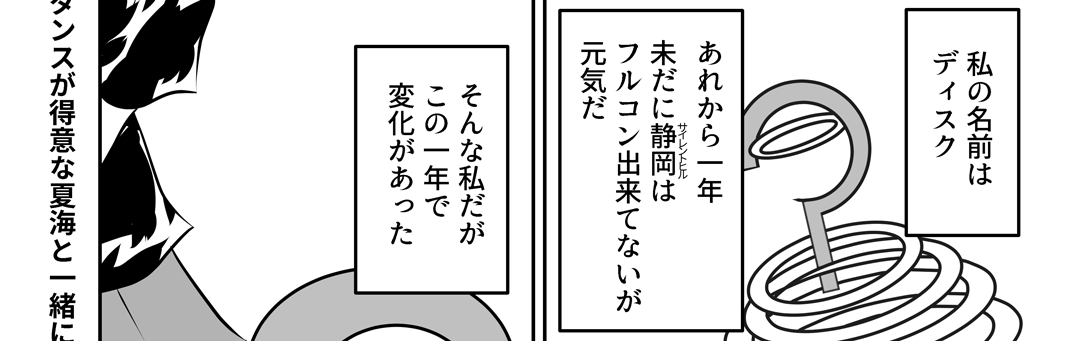 私の名前は
ディスク
あれから一年
未だに静岡は
サイレントヒル
フルコン出来てないが
元気だ
そんな私だが
この一年で
変化があった
タンスが得意な夏海と一緒に